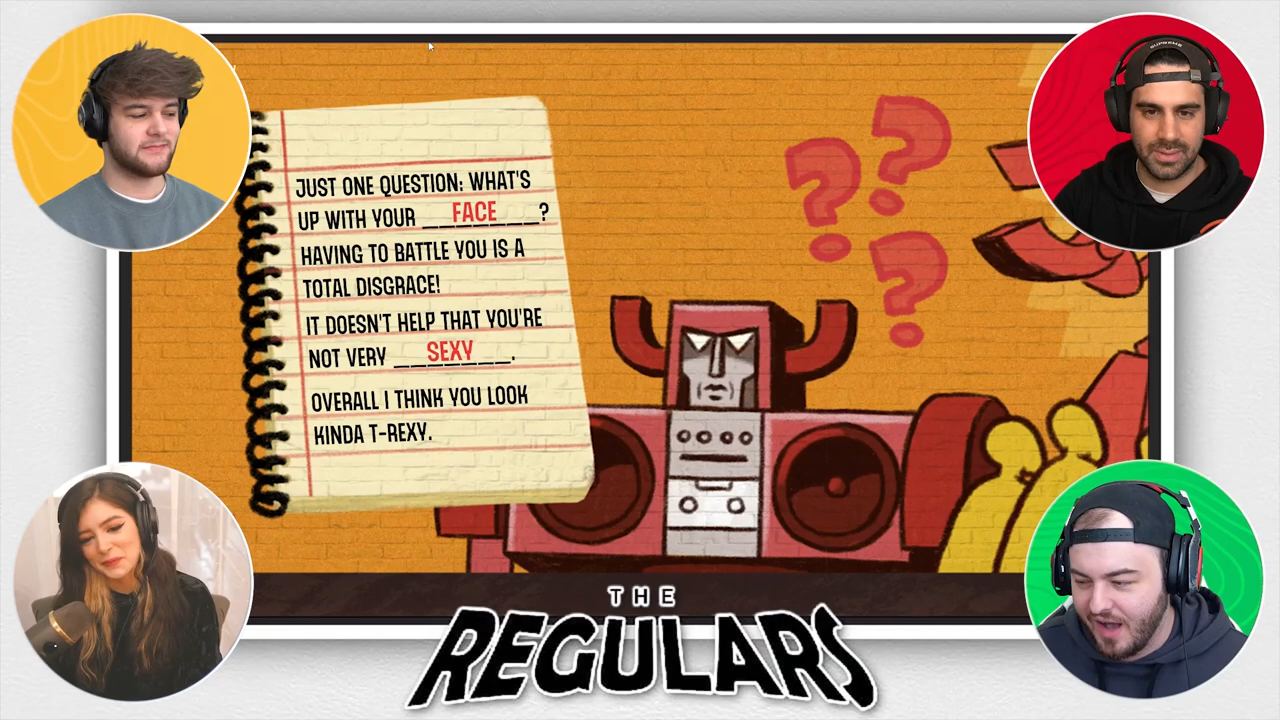 JUST ONE QUESTION: WHAT'S
UP WITH YOUR FACE?
HAVING TO BATTLE YOU IS A
TOTAL DISGRACE!
IT DOESN'T HELP THAT YOU'RE
NOT VERY SEXY.
OVERALL I THINK YOU LOOK
KINDA T-REXY.
THE
REGULARS